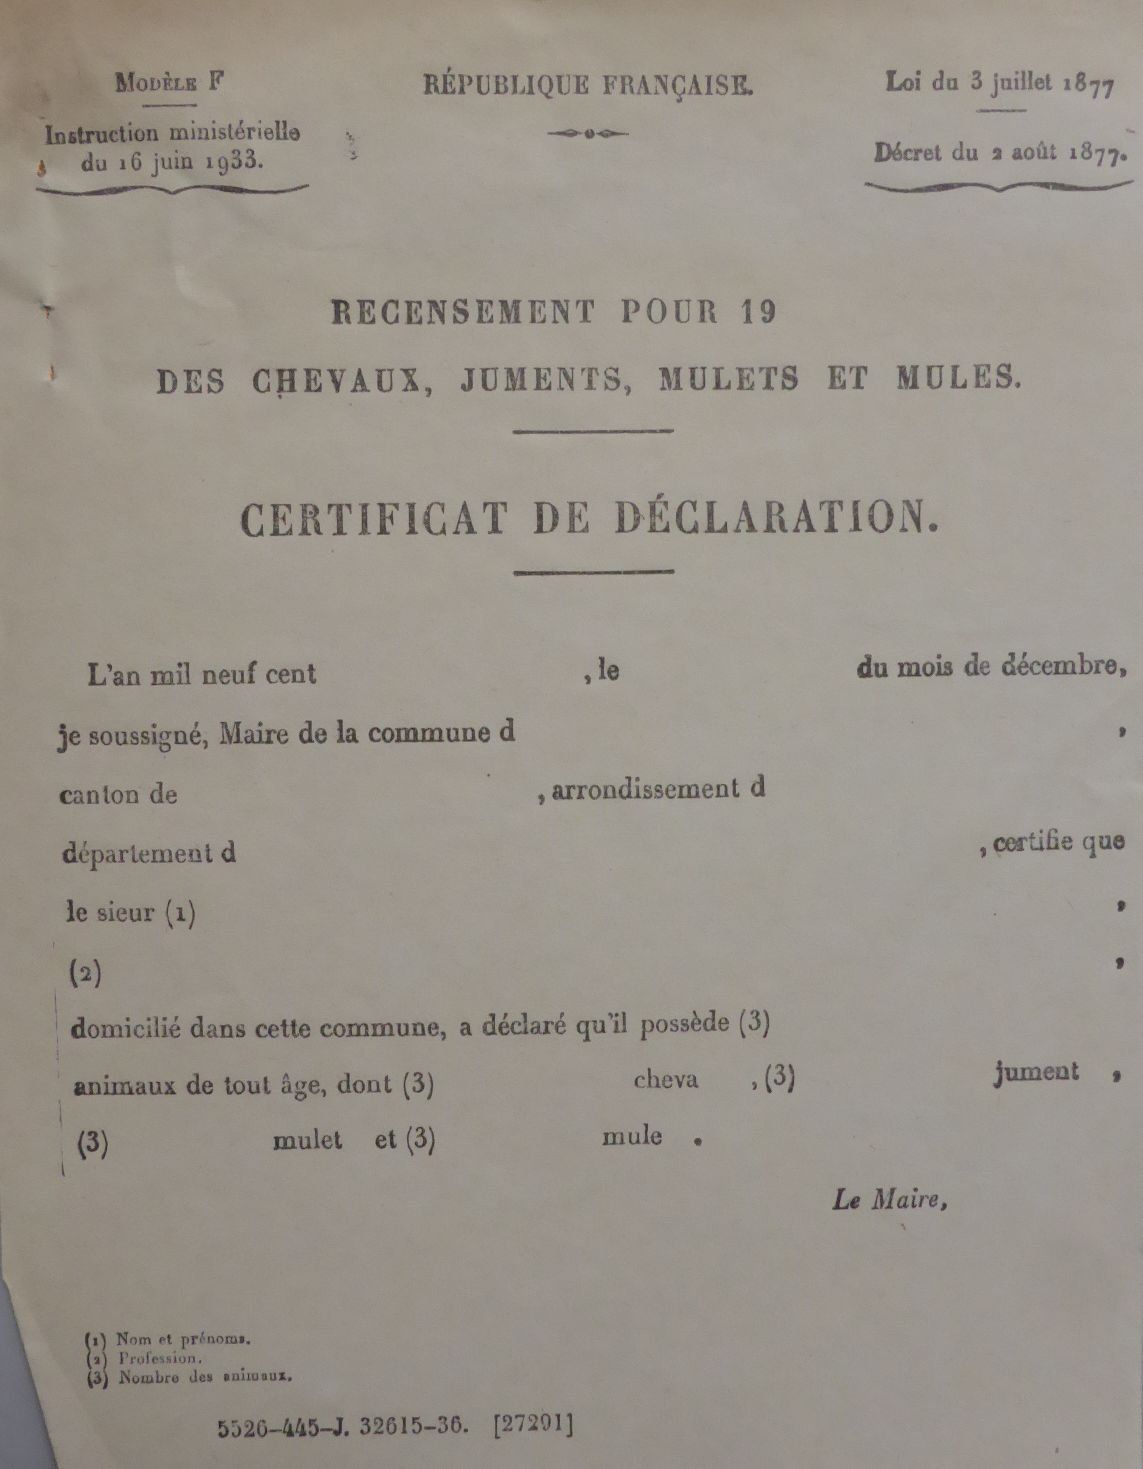 Modèle F
Instruction ministérielle
du 16 juin 1933.
RÉPUBLIQUE FRANÇAISE.
Loi du 3 juillet 1877
Décret du 2 août 1877.
RECENSEMENT POUR 19
DES CHEVAUX, JUMENTS, MULETS ET MULES.
CERTIFICAT DE DÉCLARATION.
L'an mil neuf cent , le du mois de décembre,
je soussigné, Maire de la commune d ,
canton de , arrondissement d
département d , certifie que
le sieur (1) ,
(2) ,
domicilié dans cette commune, a déclaré qu'il possède (3)
animaux de tout âge, dont (3) cheva , (3) jument ,
(3) mulet et (3) mule .
Le Maire,
(1) Nom et prénoms.
(2) Profession.
(3) Nombre des animaux.
5526-445-J. 32615-36. [27291]